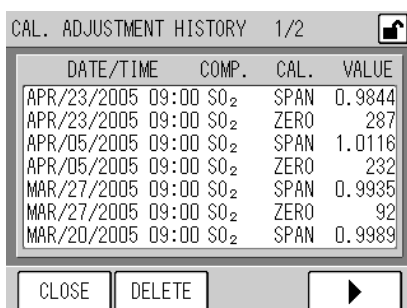 CAL. ADJUSTMENT HISTORY 1/2
DATE/TIME COMP. CAL. VALUE
APR/23/2005 09:00 SO₂ SPAN 0.9844
APR/23/2005 09:00 SO₂ ZERO 287
APR/05/2005 09:00 SO₂ SPAN 1.0116
APR/05/2005 09:00 SO₂ ZERO 232
MAR/27/2005 09:00 SO₂ SPAN 0.9935
MAR/27/2005 09:00 SO₂ ZERO 92
MAR/20/2005 09:00 SO₂ SPAN 0.9989
CLOSE DELETE